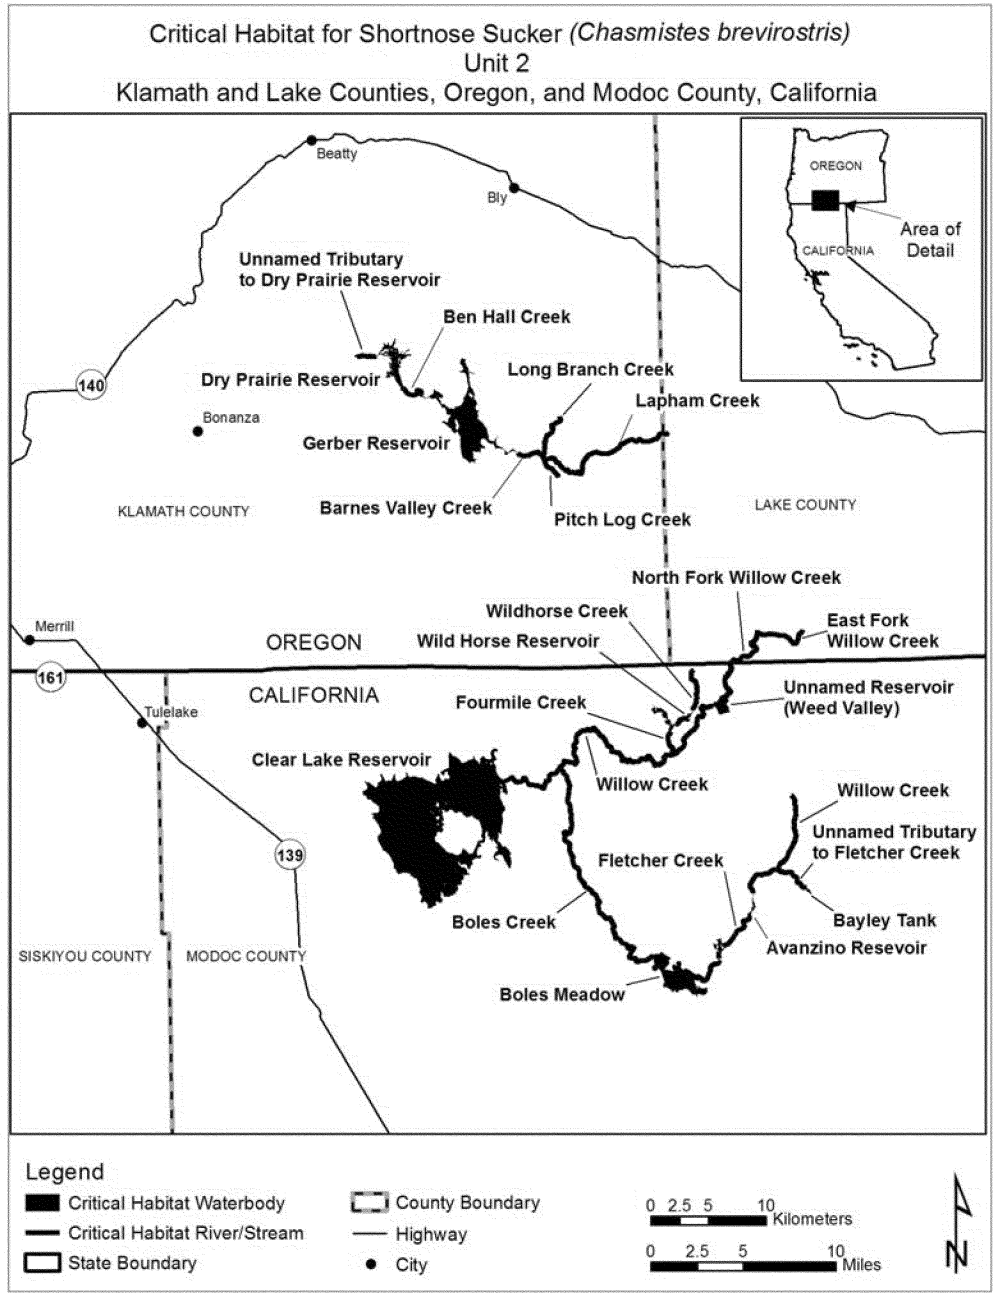 Critical Habitat for Shortnose Sucker (Chasmistes brevirostris)
Unit 2
Klamath and Lake Counties, Oregon, and Modoc County, California
Beatty
Bly
OREGON
CALIFORNIA
Area of
Detail
Unnamed Tributary
to Dry Prairie Reservoir
Ben Hall Creek
Dry Prairie Reservoir
Long Branch Creek
140
Lapham Creek
Bonanza
Gerber Reservoir
Barnes Valley Creek
Pitch Log Creek
KLAMATH COUNTY
LAKE COUNTY
North Fork Willow Creek
Wildhorse Creek
East Fork
Willow Creek
Merrill
OREGON
Wild Horse Reservoir
161
CALIFORNIA
Unnamed Reservoir
(Weed Valley)
Fourmile Creek
Tulelake
Clear Lake Reservoir
Willow Creek
Willow Creek
Unnamed Tributary
to Fletcher Creek
139
Fletcher Creek
Boles Creek
Bayley Tank
Avanzino Resevoir
SISKIYOU COUNTY
MODOC COUNTY
Boles Meadow
Legend
Critical Habitat Waterbody
Critical Habitat River/Stream
State Boundary
County Boundary
Highway
City
0 2.5 5 10
Kilometers
0 2.5 5 10
Miles
N